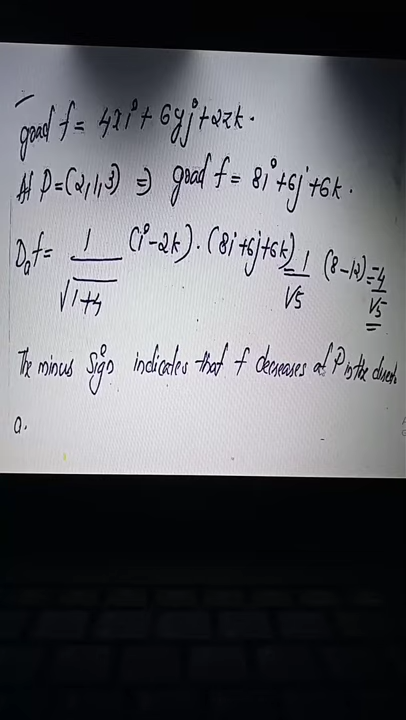 grad f = 4xi + 6yj + 2zk.
At P = (2,1,3) ⇒ grad f = 8i + 6j + 6k.
Daf = 1/√1+4 (i - 2k) . (8i + 6j + 6k) = 1/√5 (8 - 12) = -4/√5
The minus sign indicates that f decreases at P in the direct
a.